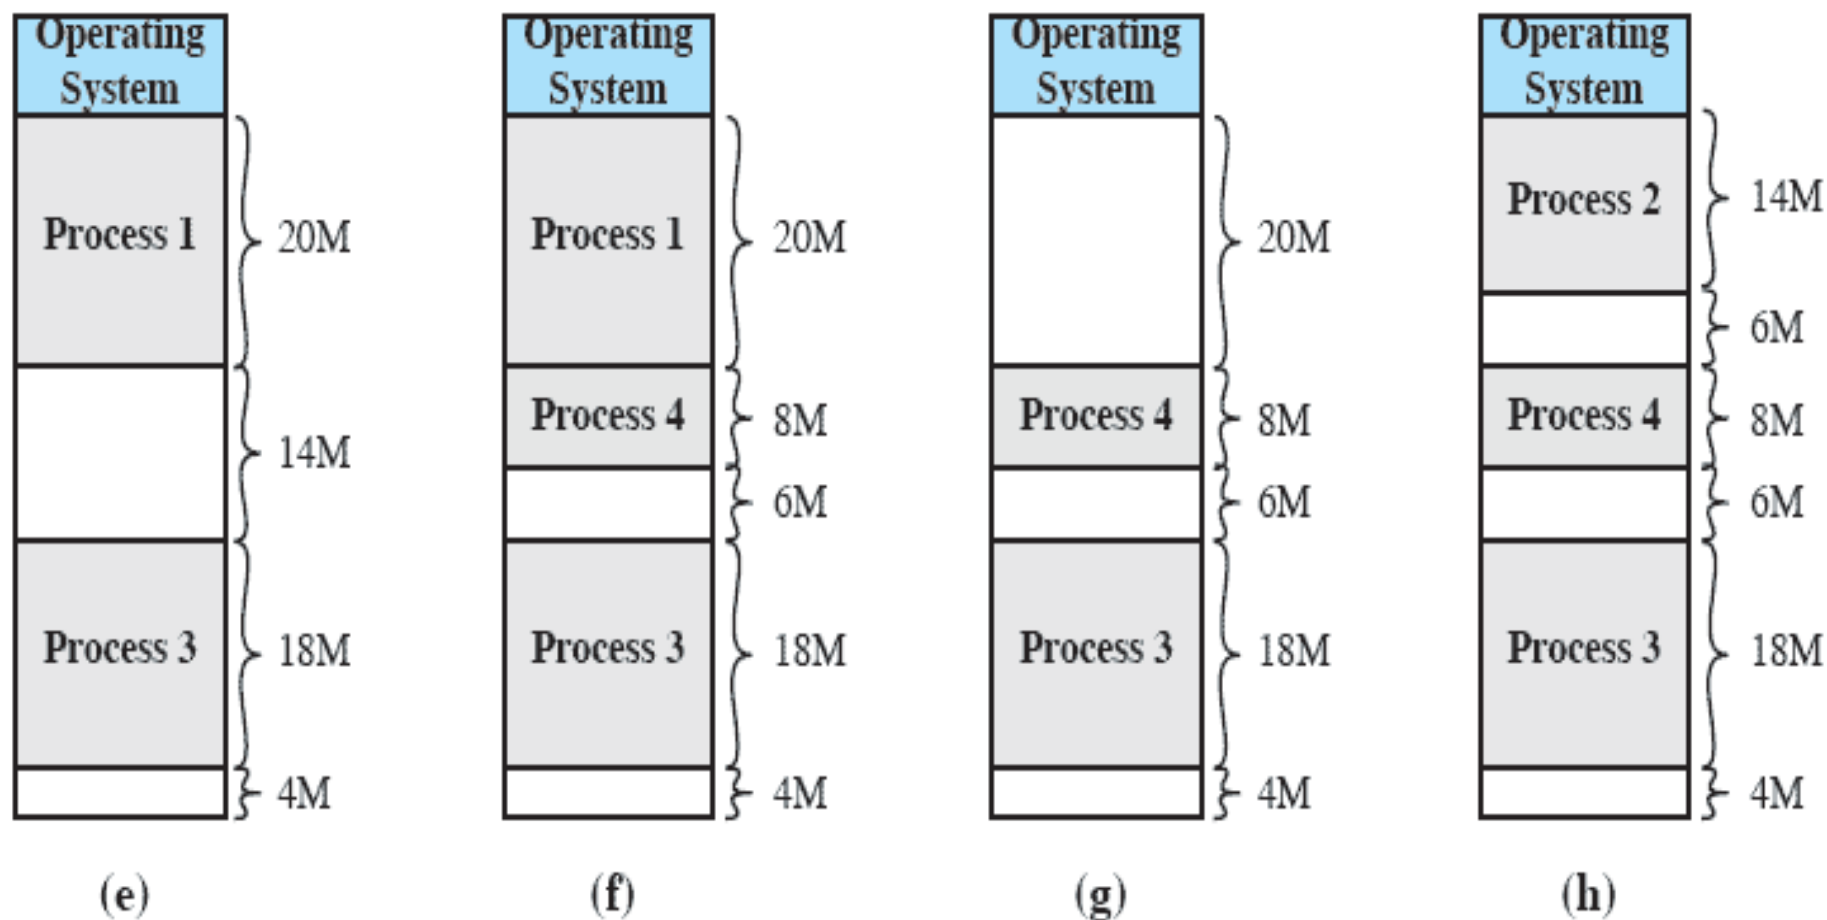 Operating
System
Process 1
20M
14M
Process 3
18M
4M
(e)
Operating
System
Process 1
20M
Process 4
8M
6M
Process 3
18M
4M
(f)
Operating
System
20M
Process 4
8M
6M
Process 3
18M
4M
(g)
Operating
System
Process 2
14M
6M
Process 4
8M
6M
Process 3
18M
4M
(h)